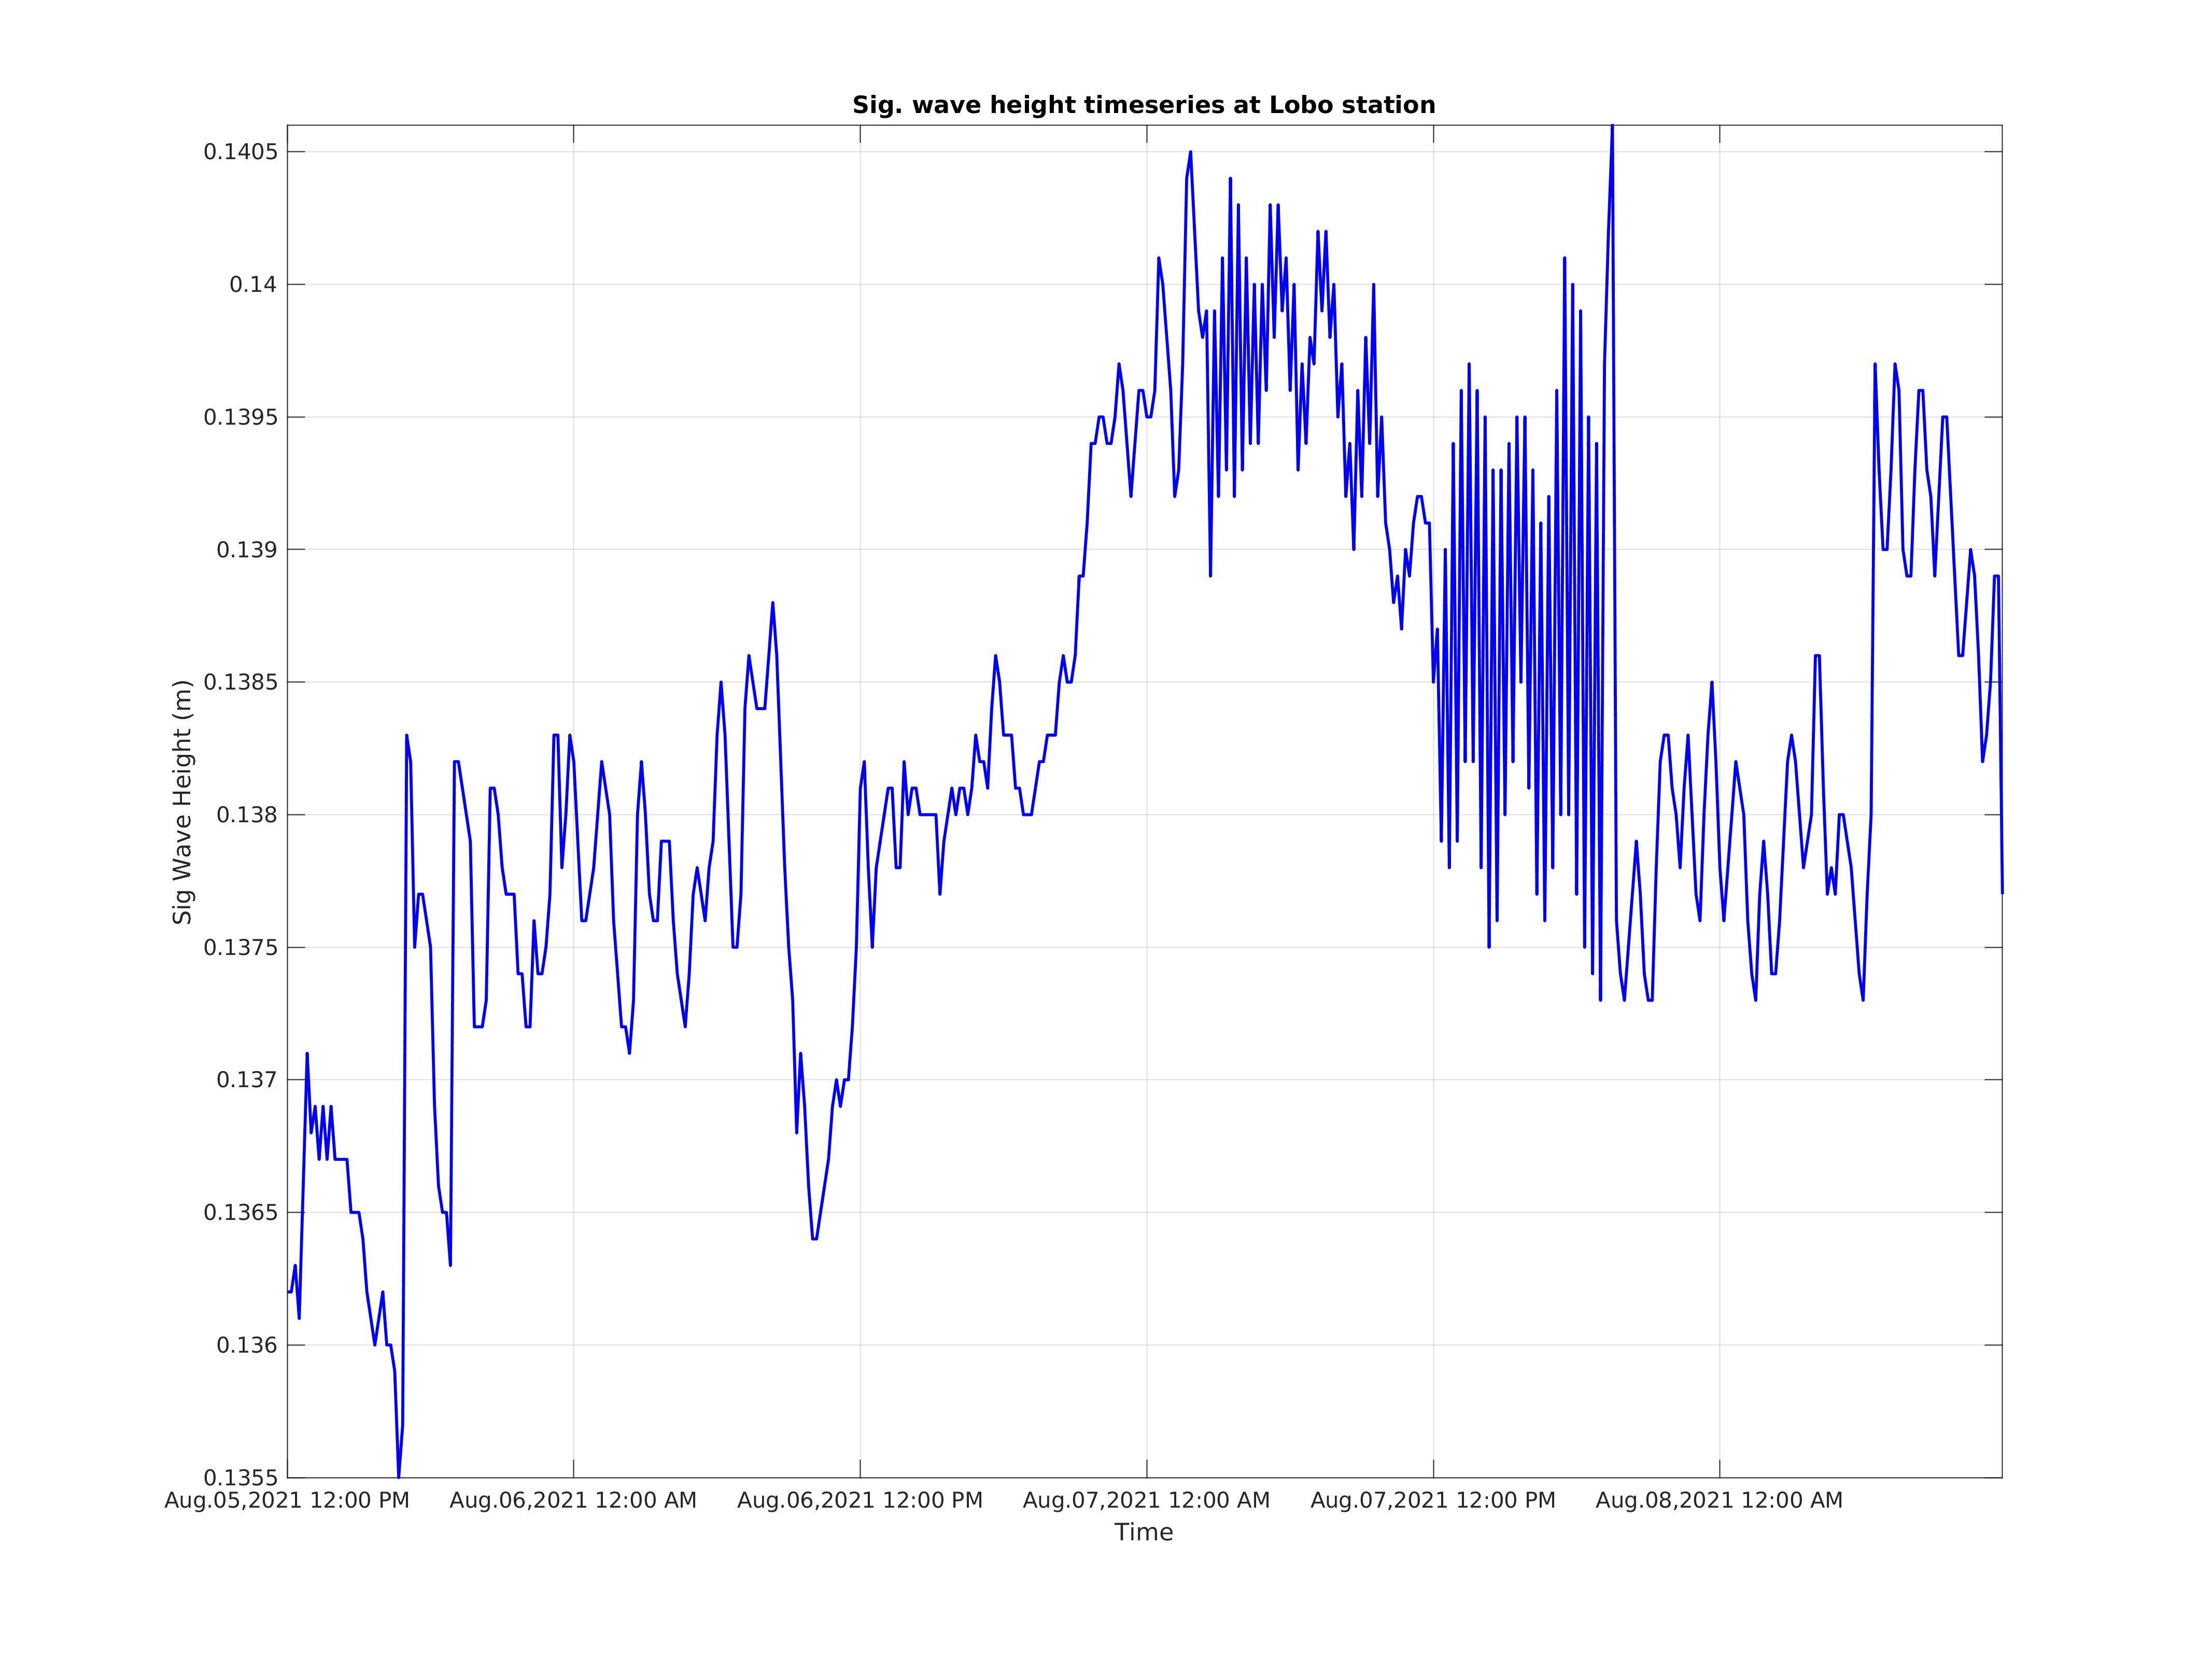 Sig. wave height timeseries at Lobo station
0.1405
0.14
0.1395
0.139
0.1385
0.138
0.1375
0.137
0.1365
0.136
0.1355
Sig Wave Height (m)
Aug.05,2021 12:00 PM Aug.06,2021 12:00 AM Aug.06,2021 12:00 PM Aug.07,2021 12:00 AM Aug.07,2021 12:00 PM Aug.08,2021 12:00 AM
Time